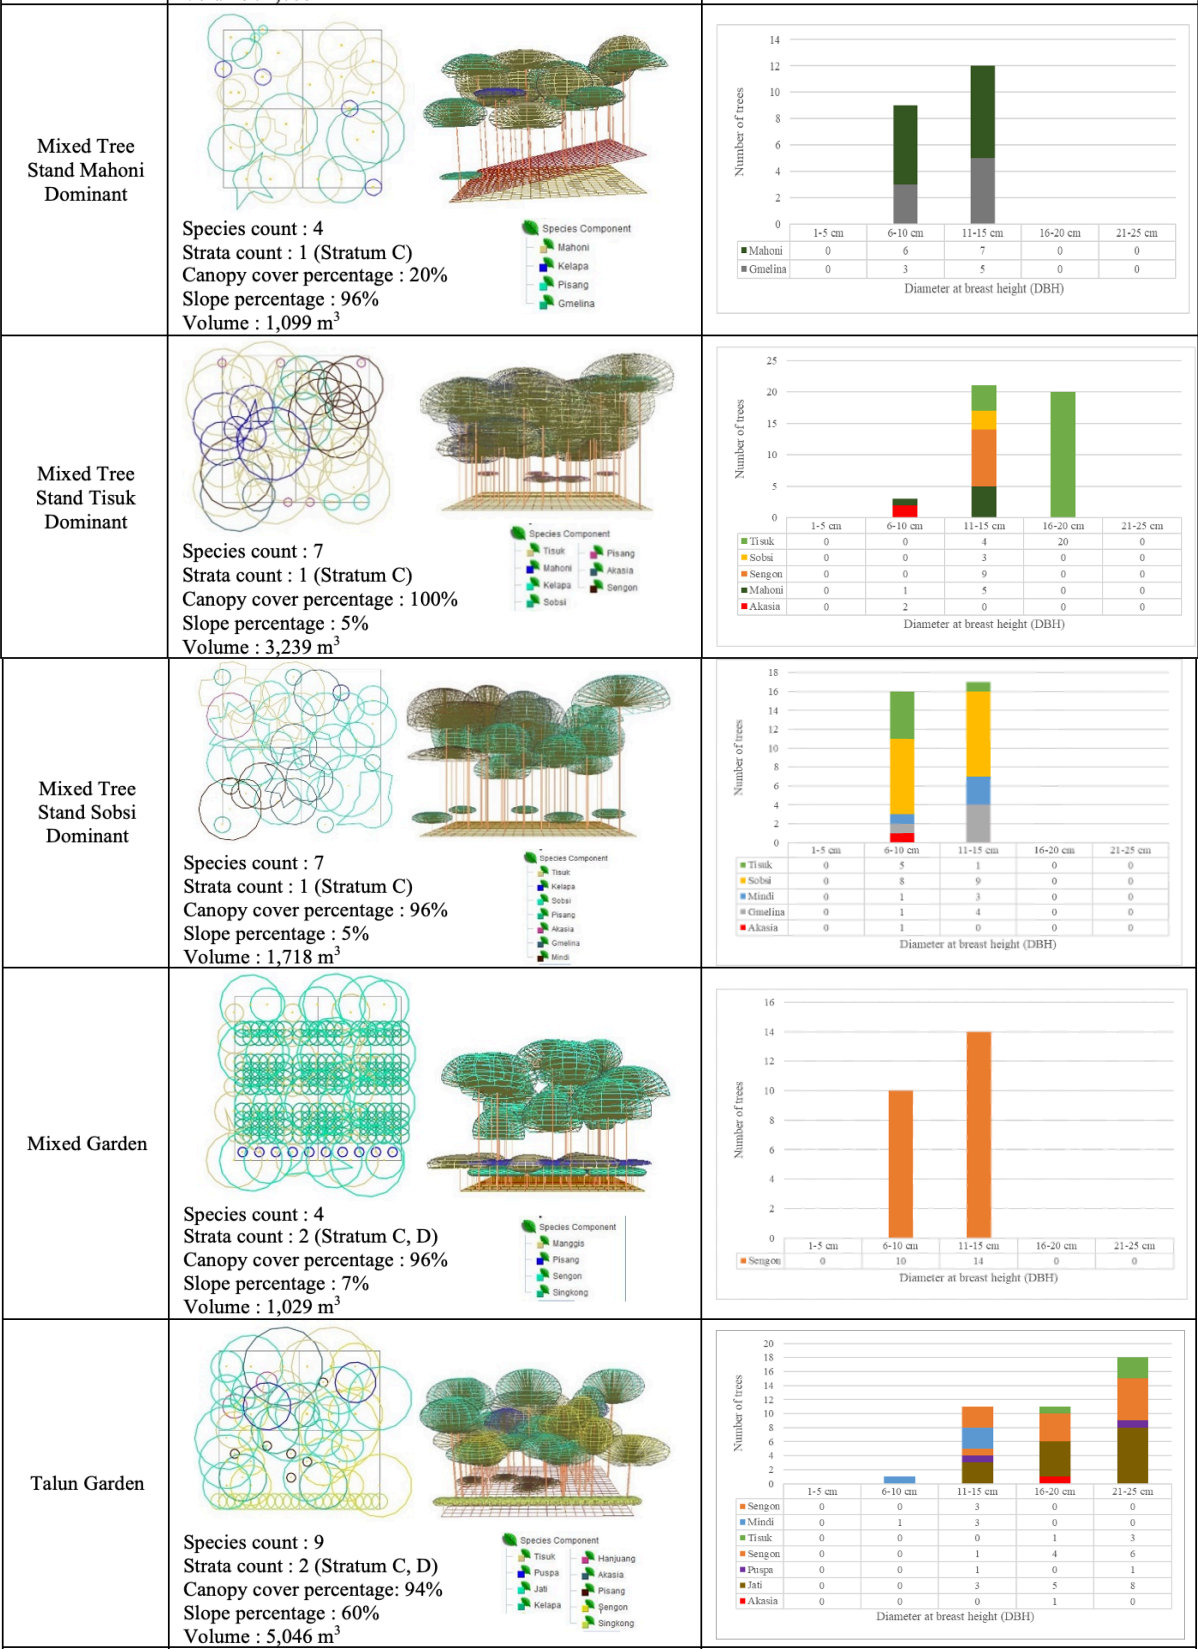 Mixed Tree
Stand Mahoni
Dominant
Species count : 4
Strata count : 1 (Stratum C)
Canopy cover percentage : 20%
Slope percentage : 96%
Volume : 1,099 m³
Species Component
Mahoni
Kelapa
Pisang
Gmelina
Number of trees
14
12
10
8
6
4
2
0
1-5 cm 6-10 cm 11-15 cm 16-20 cm 21-25 cm
Mahoni 0 6 7 0 0
Gmelina 0 3 5 0 0
Diameter at breast height (DBH)
Mixed Tree
Stand Tisuk
Dominant
Species count : 7
Strata count : 1 (Stratum C)
Canopy cover percentage : 100%
Slope percentage : 5%
Volume : 3,239 m³
Species Component
Tisuk Pisang
Mahoni Akasia
Kelapa Sengon
Sobsi
Number of trees
25
20
15
10
5
0
1-5 cm 6-10 cm 11-15 cm 16-20 cm 21-25 cm
Tisuk 0 0 4 20 0
Sobsi 0 0 3 0 0
Sengon 0 0 9 0 0
Mahoni 0 1 5 0 0
Akasia 0 2 0 0 0
Diameter at breast height (DBH)
Mixed Tree
Stand Sobsi
Dominant
Species count : 7
Strata count : 1 (Stratum C)
Canopy cover percentage : 96%
Slope percentage : 5%
Volume : 1,718 m³
Species Component
Tisuk
Kelapa
Sobsi
Pisang
Akasia
Gmelina
Mindi
Number of trees
18
16
14
12
10
8
6
4
2
0
1-5 cm 6-10 cm 11-15 cm 16-20 cm 21-25 cm
Tisuk 0 5 1 0 0
Sobsi 0 8 9 0 0
Mindi 0 1 3 0 0
Gmelina 0 1 4 0 0
Akasia 0 1 0 0 0
Diameter at breast height (DBH)
Mixed Garden
Species count : 4
Strata count : 2 (Stratum C, D)
Canopy cover percentage : 96%
Slope percentage : 7%
Volume : 1,029 m³
Species Component
Manggis
Pisang
Sengon
Singkong
Number of trees
16
14
12
10
8
6
4
2
0
1-5 cm 6-10 cm 11-15 cm 16-20 cm 21-25 cm
Sengon 0 10 14 0 0
Diameter at breast height (DBH)
Talun Garden
Species count : 9
Strata count : 2 (Stratum C, D)
Canopy cover percentage: 94%
Slope percentage : 60%
Volume : 5,046 m³
Species Component
Tisuk Hanjuang
Puspa Akasia
Jati Pisang
Kelapa Sengon
Singkong
Number of trees
20
18
16
14
12
10
8
6
4
2
0
1-5 cm 6-10 cm 11-15 cm 16-20 cm 21-25 cm
Sengon 0 0 3 0 0
Mindi 0 1 3 0 0
Tisuk 0 0 0 1 3
Sengon 0 0 1 4 6
Puspa 0 0 1 0 1
Jati 0 0 3 5 8
Akasia 0 0 0 1 0
Diameter at breast height (DBH)